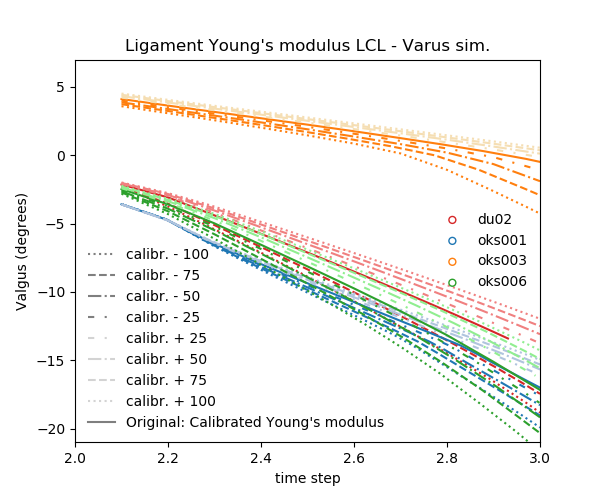 Ligament Young's modulus LCL - Varus sim.
5
0
−5
−10
−15
−20
Valgus (degrees)
du02
oks001
oks003
oks006
calibr. - 100
calibr. - 75
calibr. - 50
calibr. - 25
calibr. + 25
calibr. + 50
calibr. + 75
calibr. + 100
Original: Calibrated Young's modulus
2.0 2.2 2.4 2.6 2.8 3.0
time step